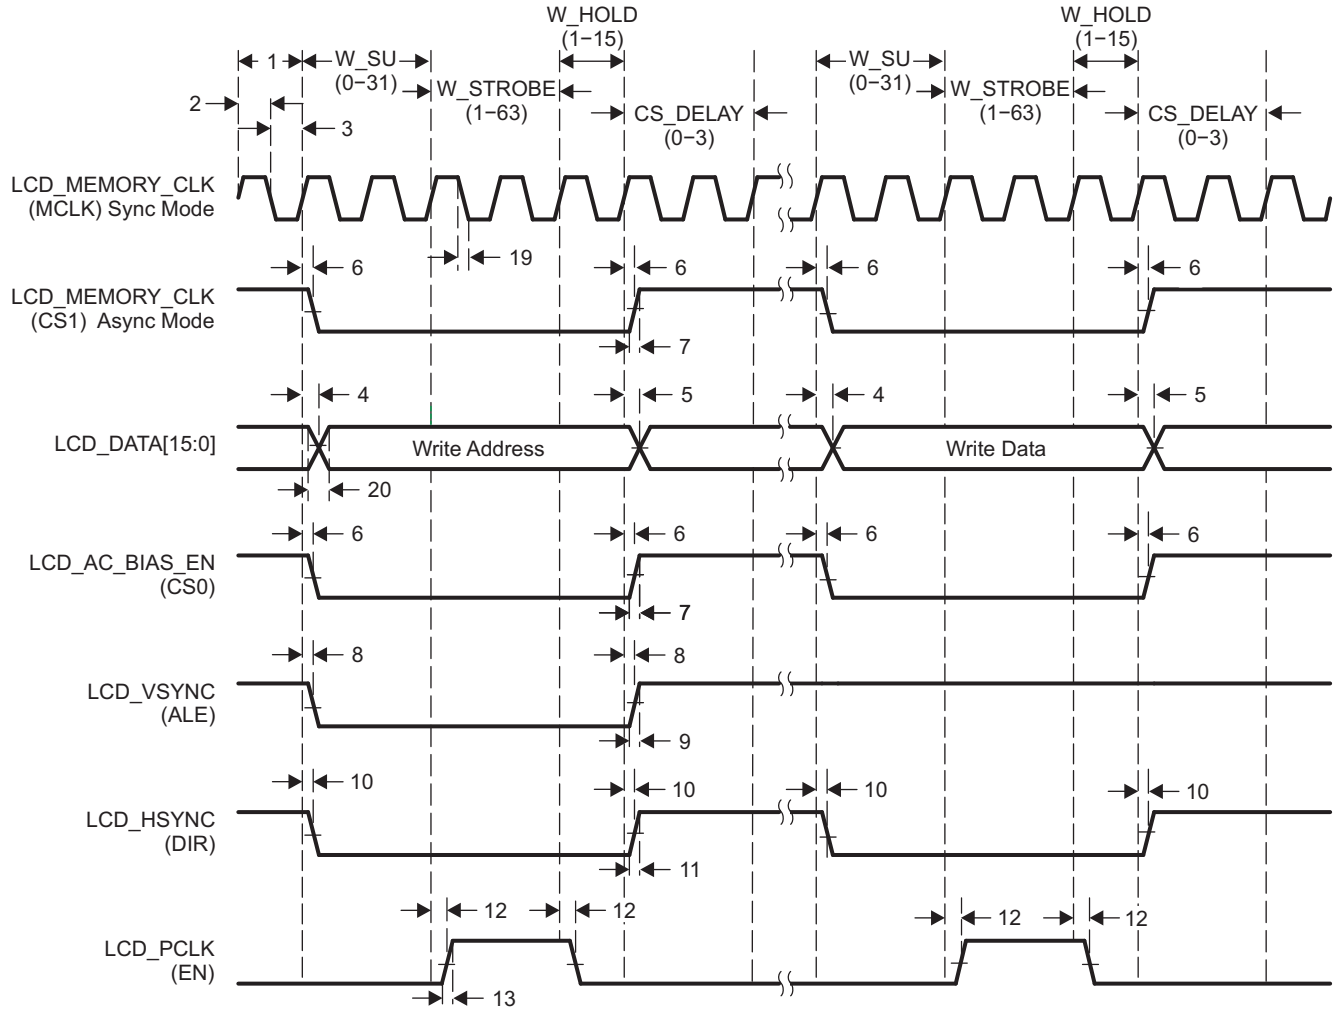 W_HOLD
(1−15)
W_HOLD
(1−15)
1
W_SU
(0−31)
W_SU
(0−31)
2
W_STROBE
(1−63)
CS_DELAY
(0−3)
W_STROBE
(1−63)
CS_DELAY
(0−3)
3
LCD_MEMORY_CLK
(MCLK) Sync Mode
19
6
6
6
6
LCD_MEMORY_CLK
(CS1) Async Mode
7
4
5
4
5
LCD_DATA[15:0]
Write Address
Write Data
20
6
6
6
6
LCD_AC_BIAS_EN
(CS0)
7
8
8
LCD_VSYNC
(ALE)
9
10
10
10
10
LCD_HSYNC
(DIR)
11
12
12
12
12
LCD_PCLK
(EN)
13